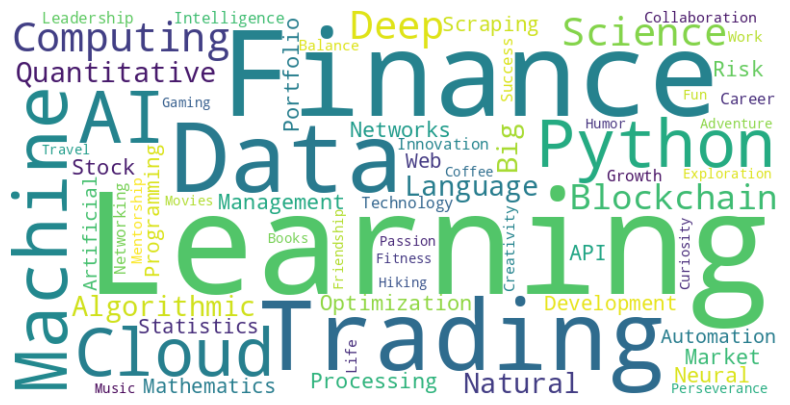 Leadership
Intelligence
Collaboration
Computing
Finance
Deep
Scraping
Science
Work
Portfolio
Balance
Success
Quantitative
Risk
AI
Gaming
Fun
Career
Machine
Data
Networks
Innovation
Big
Python
Humor
Adventure
Travel
Stock
Web
Coffee
Growth
Exploration
Artificial
Networking
Mentorship
Programming
Movies
Management
Language
Technology
Blockchain
Learning
Books
Friendship
Passion
Fitness
Hiking
Creativity
API
Curiosity
Algorithmic
Optimization
Development
Statistics
Cloud
Trading
Life
Automation
Market
Music
Mathematics
Processing
Natural
Neural
Perseverance